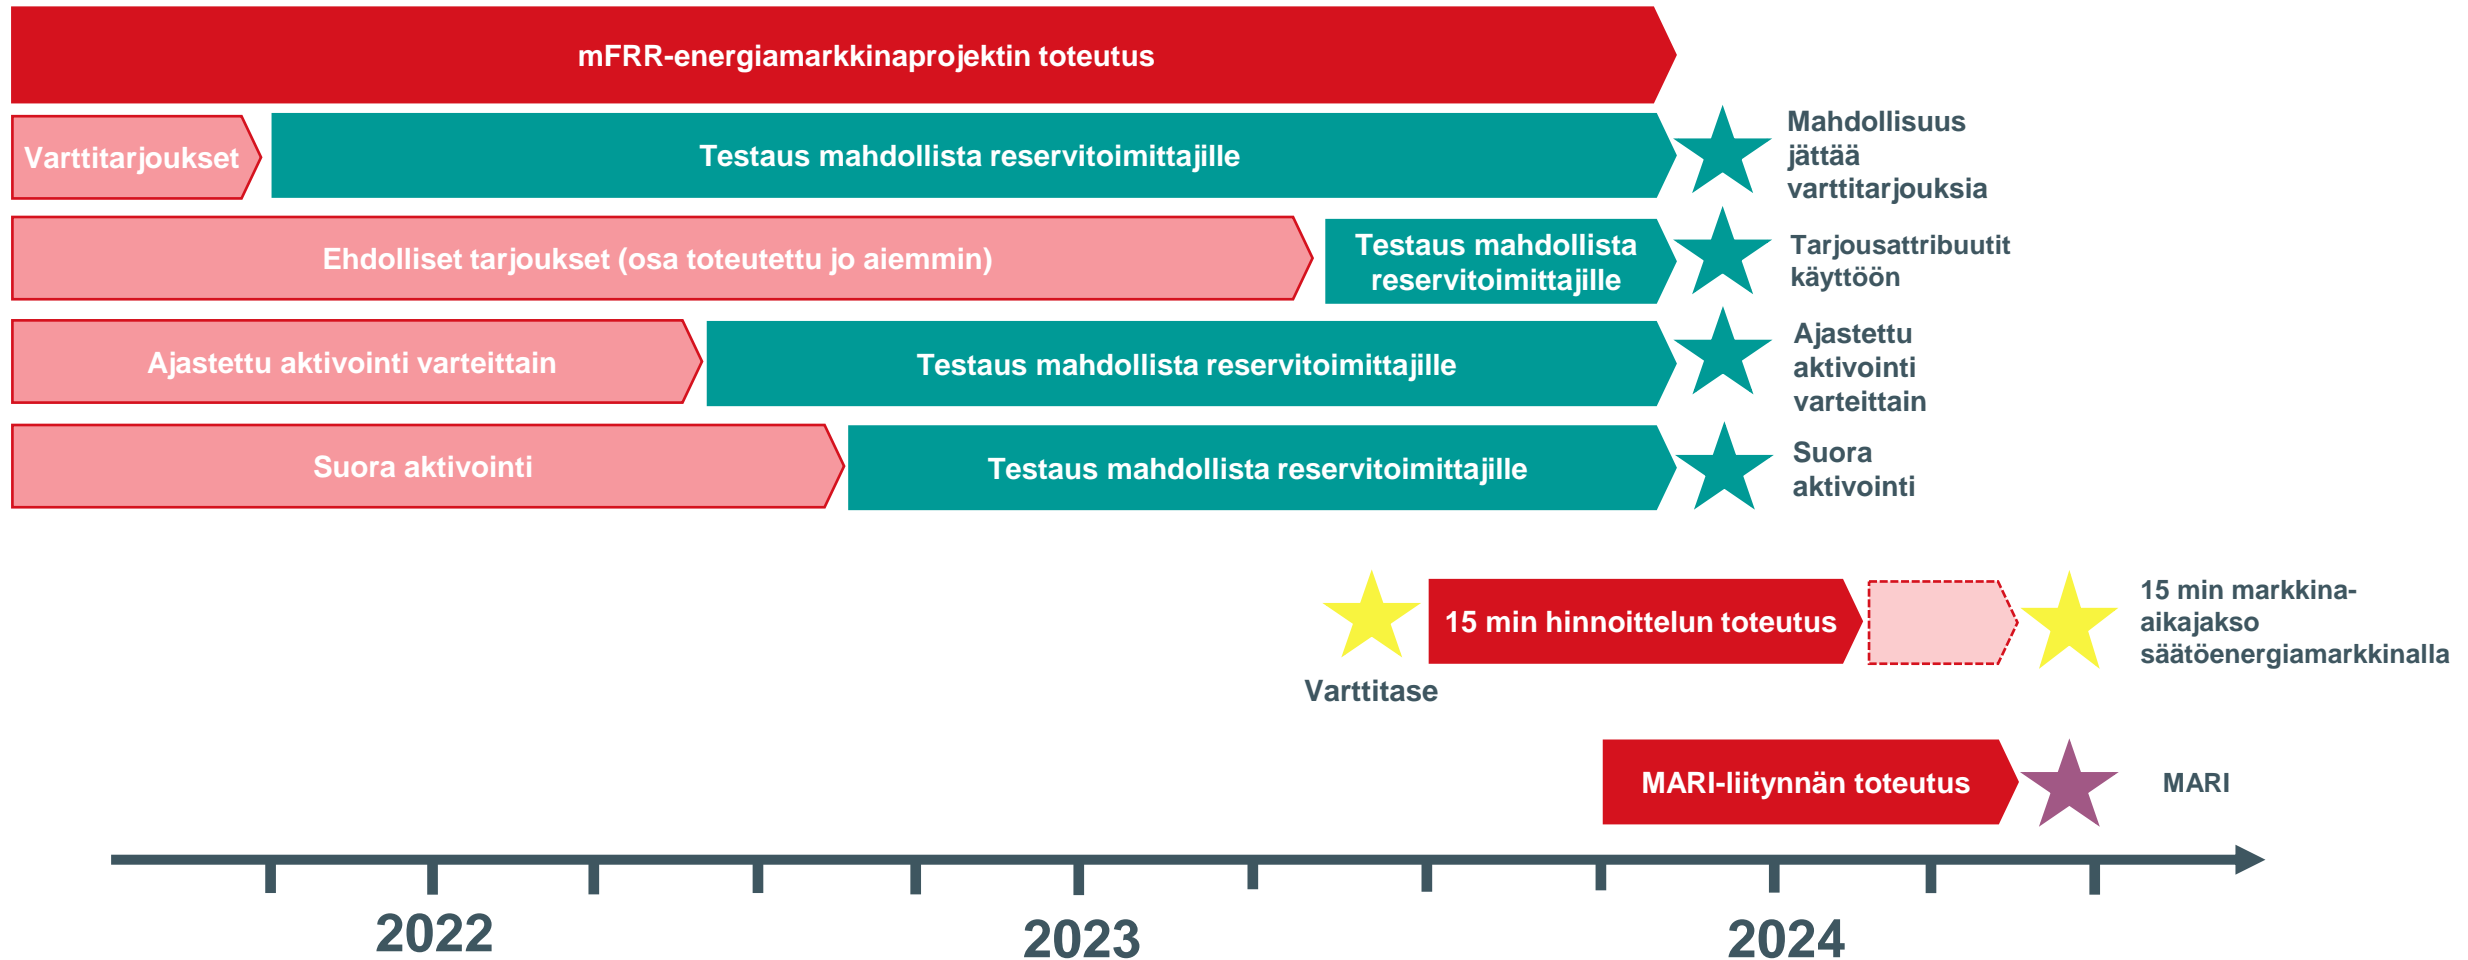 mFRR-energiamarkkinaprojektin toteutus
Varttitarjoukset
Testaus mahdollista reservitoimittajille
Mahdollisuus
jättää
varttitarjouksia
Ehdolliset tarjoukset (osa toteutettu jo aiemmin)
Testaus mahdollista
reservitoimittajille
Tarjousattribuutit
käyttöön
Ajastettu aktivointi varteittain
Testaus mahdollista reservitoimittajille
Ajastettu
aktivointi
varteittain
Suora aktivointi
Testaus mahdollista reservitoimittajille
Suora
aktivointi
Varttitase
15 min hinnoittelun toteutus
15 min markkina-
aikajakso
säätöenergiamarkkinalla
MARI-liitynnän toteutus
MARI
2022
2023
2024